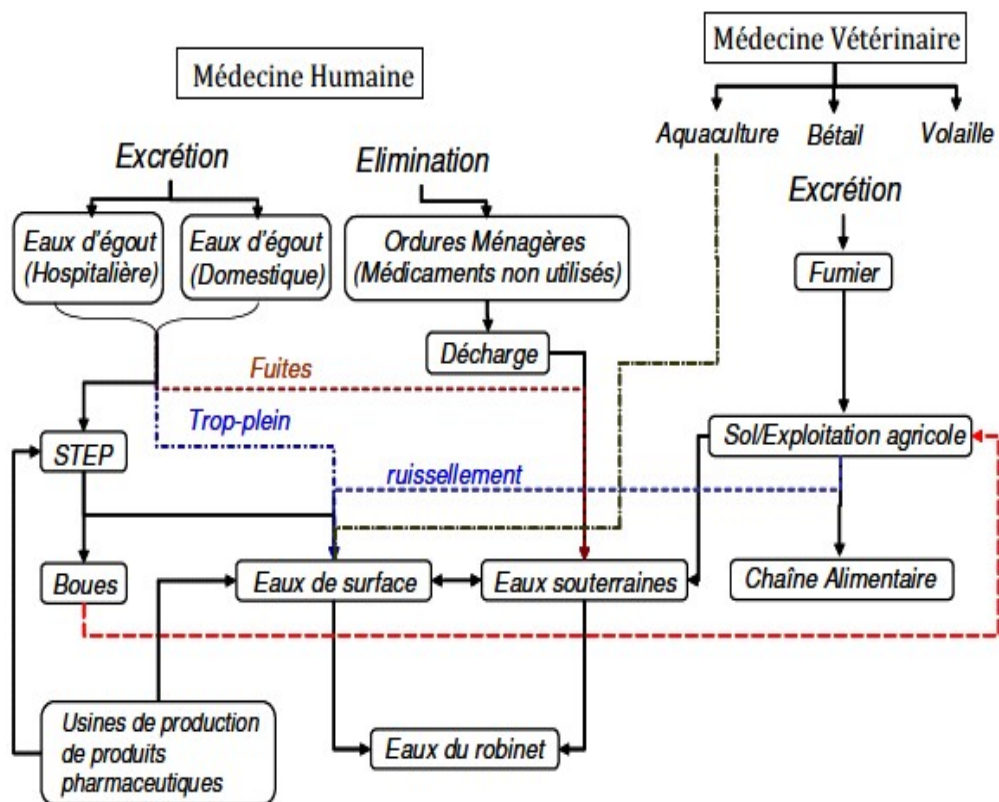 Médecine Vétérinaire
Médecine Humaine
Aquaculture
Bétail
Volaille
Excrétion
Elimination
Excrétion
Eaux d'égout
(Hospitalière)
Eaux d'égout
(Domestique)
Ordures Ménagères
(Médicaments non utilisés)
Fumier
Décharge
Fuites
Trop-plein
Sol/Exploitation agricole
STEP
ruissellement
Boues
Eaux de surface
Eaux souterraines
Chaîne Alimentaire
Usines de production
de produits
pharmaceutiques
Eaux du robinet